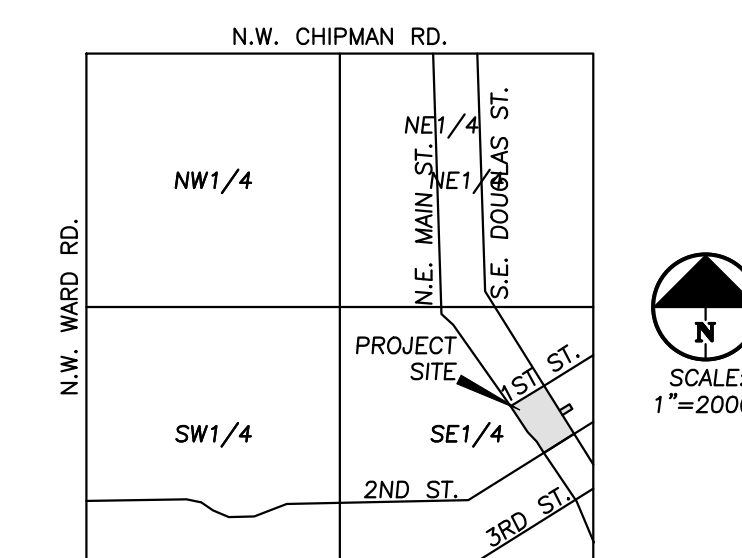 N.W. CHIPMAN RD.
NE1/4
NW1/4
NE1/4
N.E. MAIN ST.
S.E. DOUGLAS ST.
N.W. WARD RD.
N
PROJECT
SITE
1ST ST.
SCALE:
SW1/4
SE1/4
2ND ST.
3RD ST.